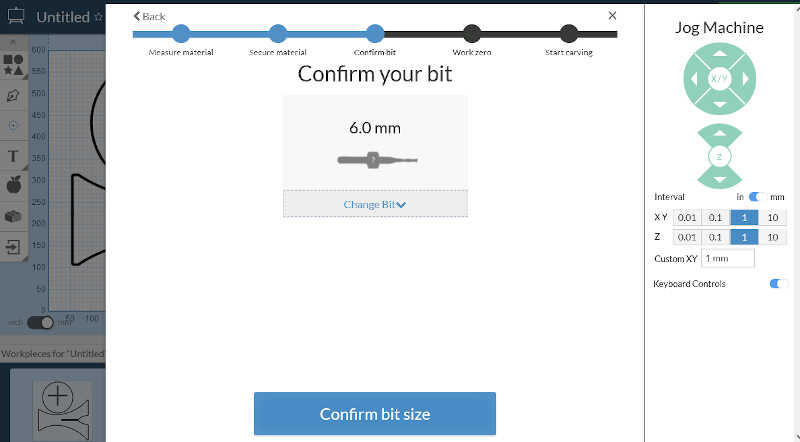 Untitled
Back
Measure material
Secure material
Confirm bit
Work zero
Start carving
Confirm your bit
6.0 mm
Change Bit
Confirm bit size
600
550
500
450
400
350
300
250
200
150
100
50
0
50 100
inch mm
T
Workpieces for "Untitled"
Jog Machine
X/Y
Z
Interval in mm
X Y 0.01 0.1 1 10
Z 0.01 0.1 1 10
Custom XY 1 mm
Keyboard Controls